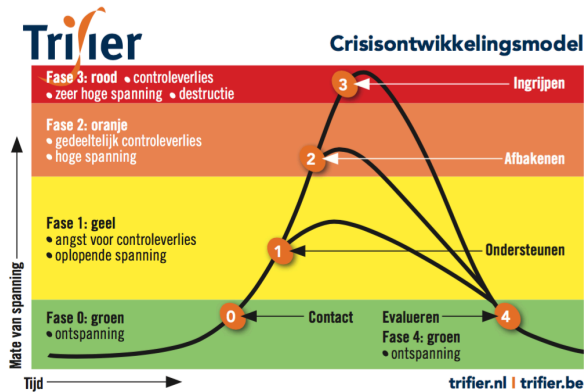 Trifier
Crisisontwikkelingsmodel
Fase 3: rood • controleverlies
• zeer hoge spanning • destructie
3
Ingrijpen
Fase 2: oranje
• gedeeltelijk controleverlies
• hoge spanning
2
Afbakenen
Fase 1: geel
• angst voor controleverlies
• oplopende spanning
1
Ondersteunen
Fase 0: groen
• ontspanning
0
Contact
Evalueren
4
Fase 4: groen
• ontspanning
Mate van spanning
Tijd
trifier.nl | trifier.be